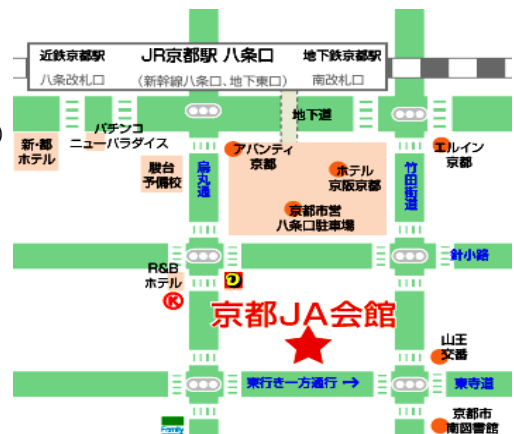 近鉄京都駅
JR京都駅 八条口
地下鉄京都駅
八条改札口
(新幹線八条口、地下東口)
南改札口
地下道
)
新・都
ホテル
パチンコ
ニューパラダイス
アバンティ
京都
エルイン
京都
駿台
予備校
烏丸通
ホテル
京阪京都
竹田街道
京都市営
八条口駐車場
針小路
R&B
ホテル
K
京都JA会館
山王
交番
東行き一方通行 →
東寺道
Family
京都市
南図書館